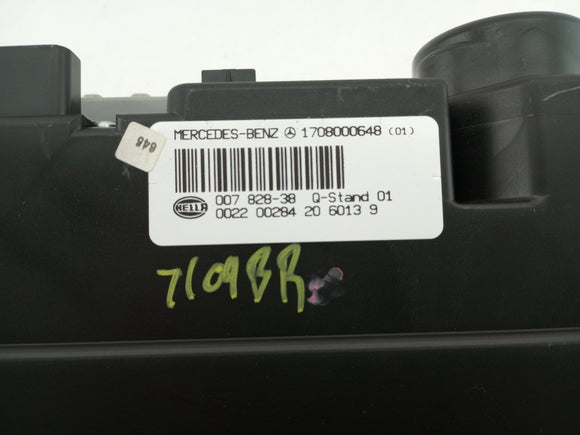 MERCEDES-BENZ 1708000648 (01)
648
HELLA
007 828-38 Q-Stand 01
0022 00284 20 6013 9
7109BR